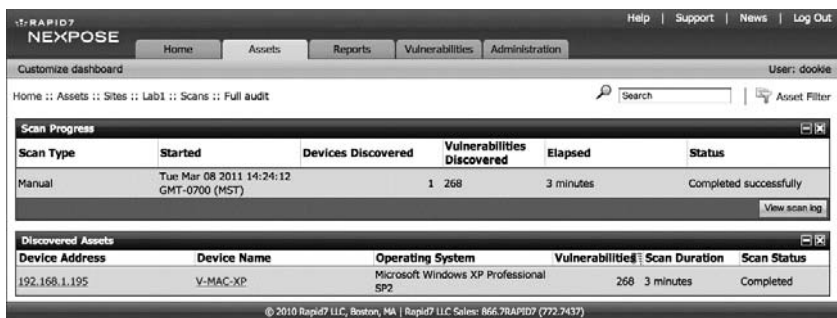 RAPID7
NEXPOSE
Help | Support | News | Log Out
Home Assets Reports Vulnerabilities Administration
Customize dashboard User: dookie
Home :: Assets :: Sites :: Lab1 :: Scans :: Full audit Search | Asset Filter
Scan Progress
Scan Type Started Devices Discovered Vulnerabilities Discovered Elapsed Status
Manual Tue Mar 08 2011 14:24:12 GMT-0700 (MST) 1 268 3 minutes Completed successfully
View scan log
Discovered Assets
Device Address Device Name Operating System Vulnerabilities Scan Duration Scan Status
192.168.1.195 V-MAC-XP Microsoft Windows XP Professional SP2 268 3 minutes Completed
© 2010 Rapid7 LLC, Boston, MA | Rapid7 LLC Sales: 866.7RAPID7 (772.7437)